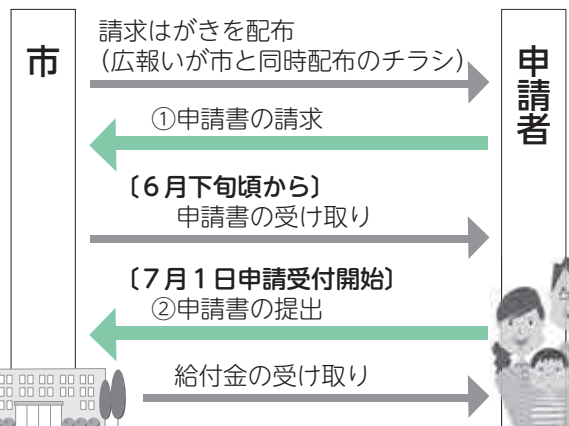 市
申請者
請求はがきを配布
（広報いが市と同時配布のチラシ）
①申請書の請求
〔６月下旬頃から〕
申請書の受け取り
〔７月１日申請受付開始〕
②申請書の提出
給付金の受け取り